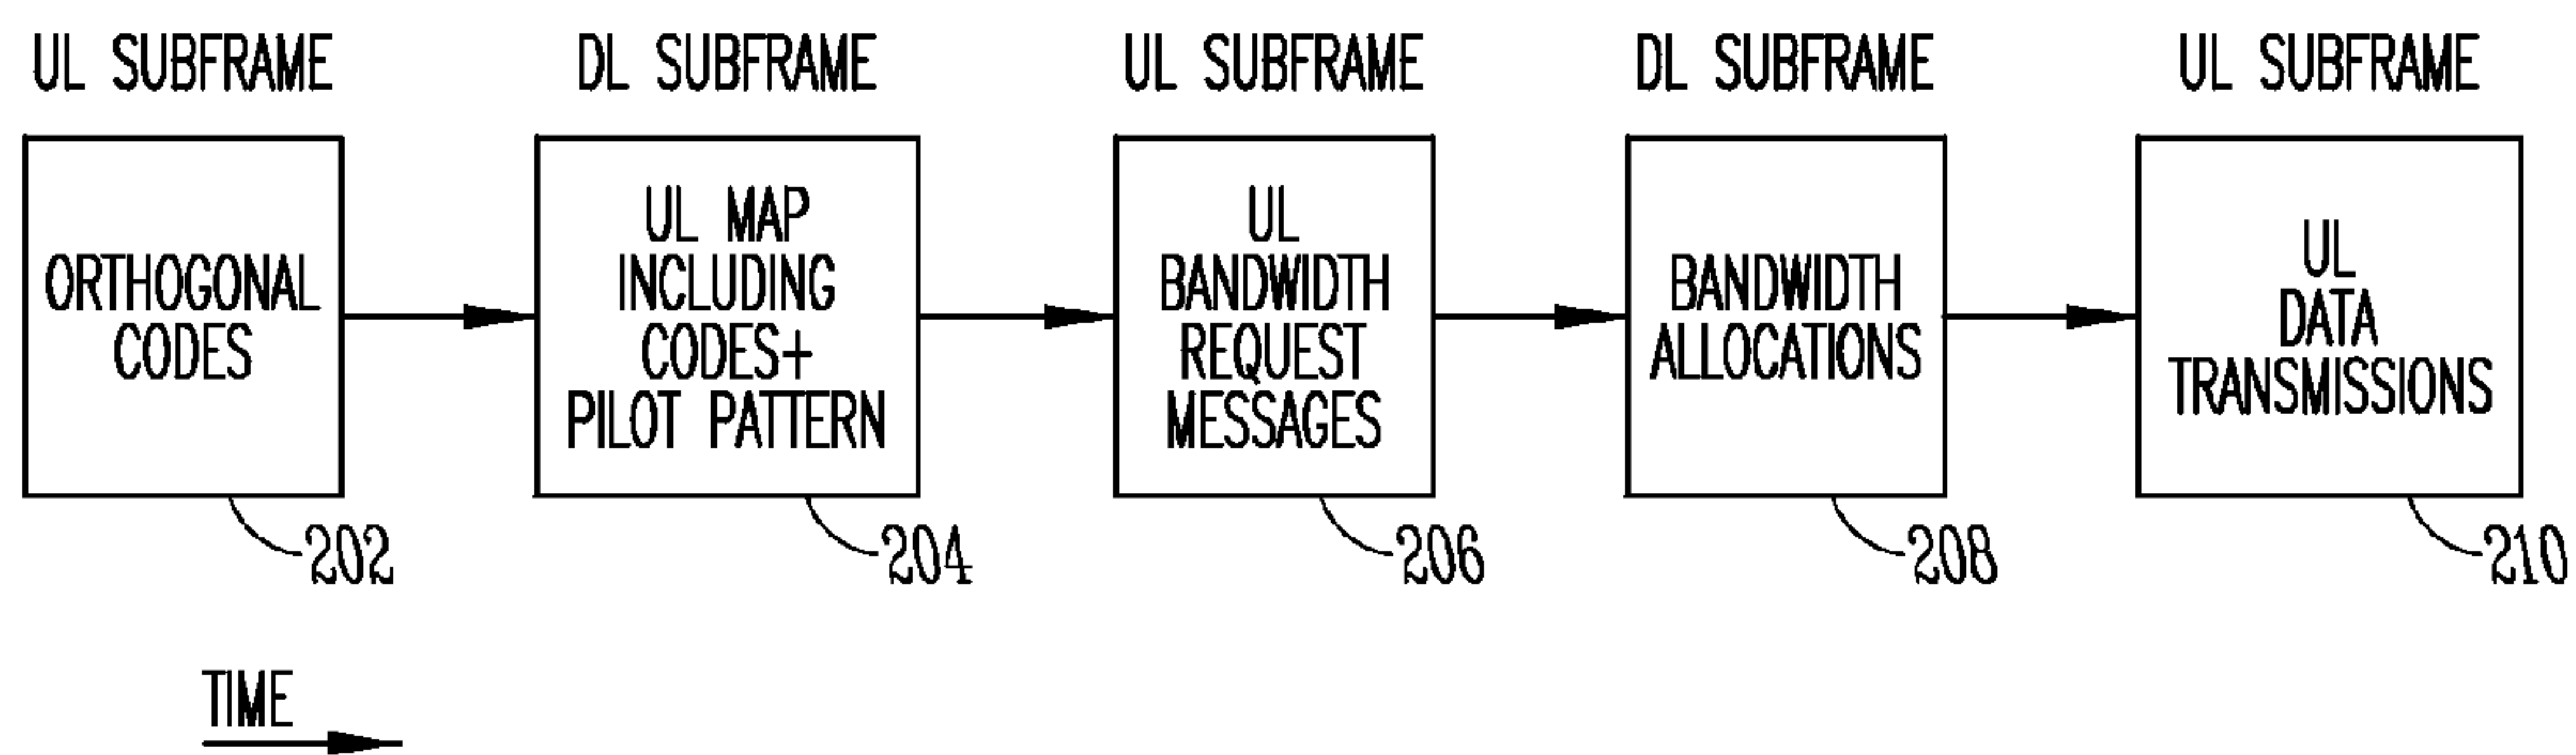 UL SUBFRAME
DL SUBFRAME
UL SUBFRAME
DL SUBFRAME
UL SUBFRAME
ORTHOGONAL
CODES
UL MAP
INCLUDING
CODES+
PILOT PATTERN
UL
BANDWIDTH
REQUEST
MESSAGES
BANDWIDTH
ALLOCATIONS
UL
DATA
TRANSMISSIONS
202
204
206
208
210
TIME